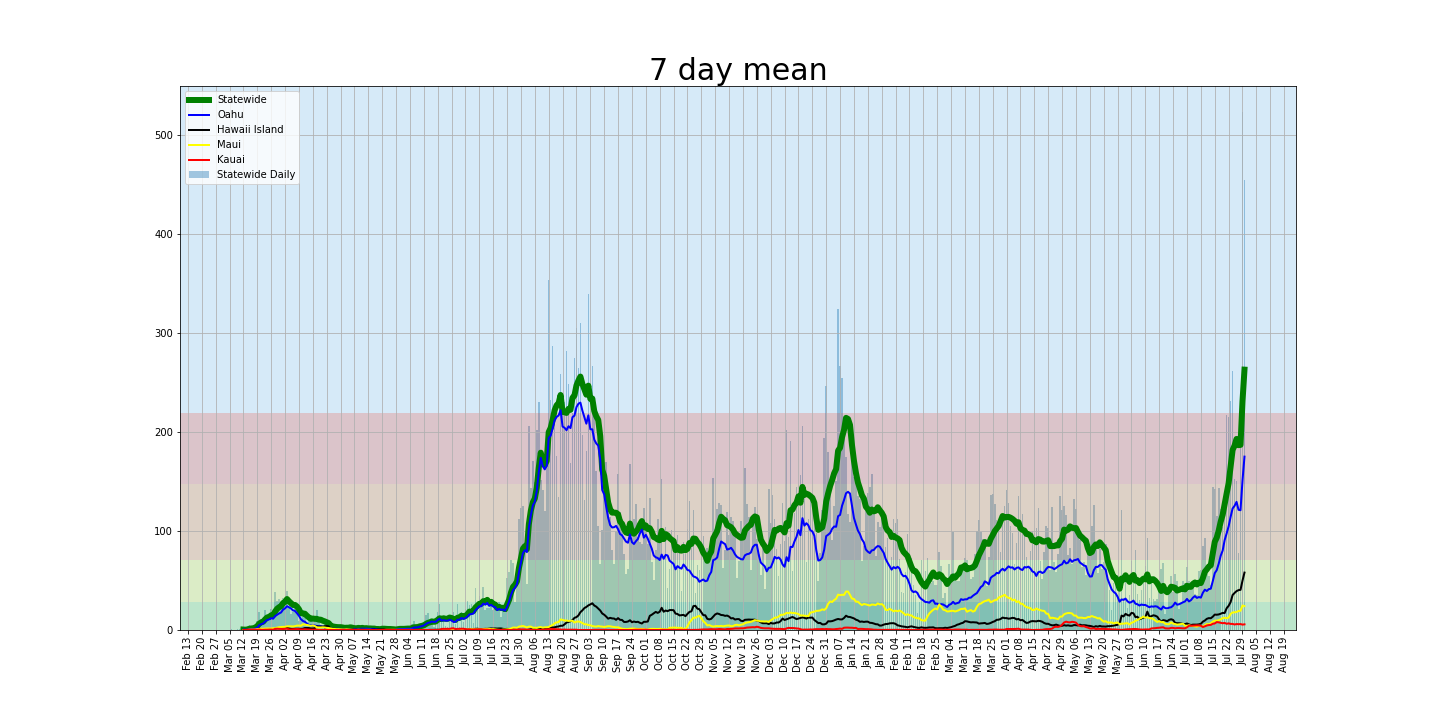 7 day mean
Statewide
Oahu
Hawaii Island
Maui
Kauai
Statewide Daily
500
400
300
200
100
0
Feb 13
Feb 20
Feb 27
Mar 05
Mar 12
Mar 19
Mar 26
Apr 02
Apr 09
Apr 16
Apr 23
Apr 30
May 07
May 14
May 21
May 28
Jun 04
Jun 11
Jun 18
Jun 25
Jul 02
Jul 09
Jul 16
Jul 23
Jul 30
Aug 06
Aug 13
Aug 20
Aug 27
Sep 03
Sep 10
Sep 17
Sep 24
Oct 01
Oct 08
Oct 15
Oct 22
Oct 29
Nov 05
Nov 12
Nov 19
Nov 26
Dec 03
Dec 10
Dec 17
Dec 24
Dec 31
Jan 07
Jan 14
Jan 21
Jan 28
Feb 04
Feb 11
Feb 18
Feb 25
Mar 04
Mar 11
Mar 18
Mar 25
Apr 01
Apr 08
Apr 15
Apr 22
Apr 29
May 06
May 13
May 20
May 27
Jun 03
Jun 10
Jun 17
Jun 24
Jul 01
Jul 08
Jul 15
Jul 22
Jul 29
Aug 05
Aug 12
Aug 19